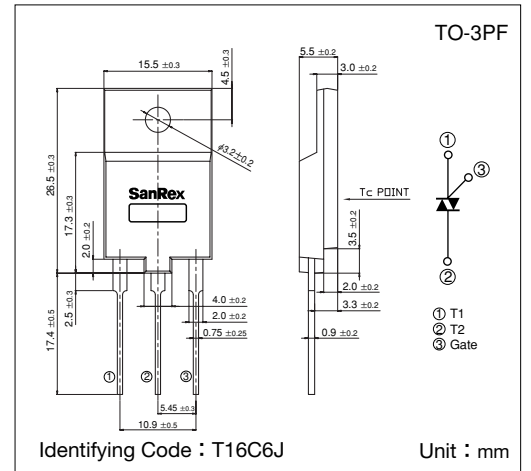 TO-3PF
15.5 ±0.3
4.5 ±0.3
5.5 ±0.2
3.0 ±0.2
φ3.2±0.2
26.5 ±0.3
17.3 ±0.3
2.0 ±0.2
SanRex
Tc POINT
3.5 ±0.2
2.0 ±0.2
3.3 ±0.2
0.9 ±0.2
4.0 ±0.2
2.0 ±0.2
0.75 ±0.25
17.4 ±0.5
2.5 ±0.3
① ② ③
5.45 ±0.3
10.9 ±0.5
①
③
②
① T1
② T2
③ Gate
Identifying Code：T16C6J
Unit：mm